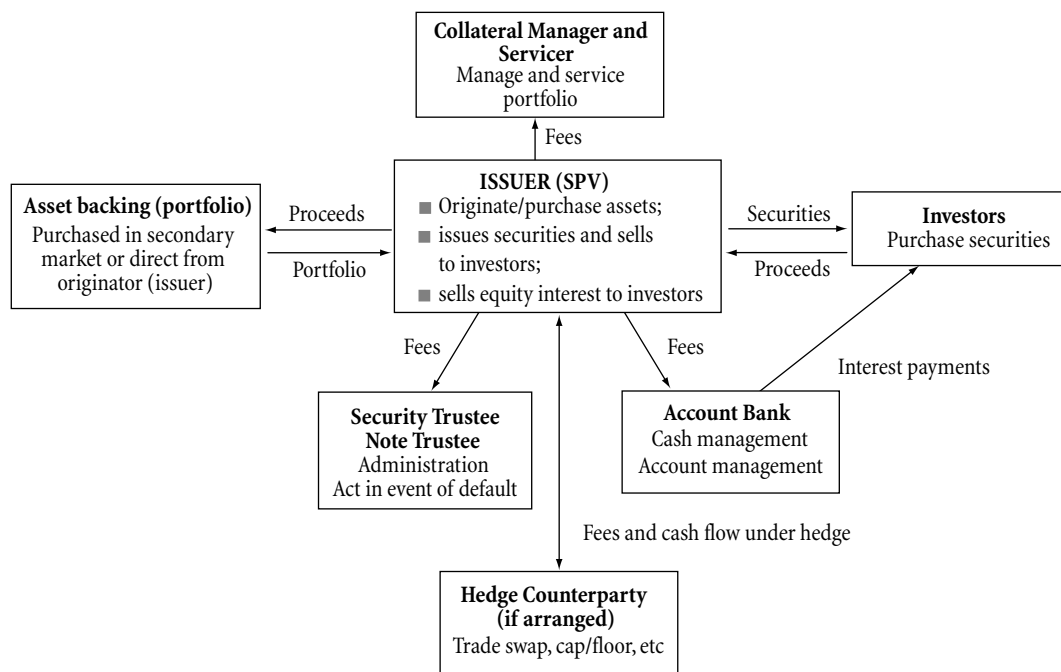 Collateral Manager and
Servicer
Manage and service
portfolio
Fees
ISSUER (SPV)
■ Originate/purchase assets;
■ issues securities and sells
to investors;
■ sells equity interest to investors
Asset backing (portfolio)
Purchased in secondary
market or direct from
originator (issuer)
Proceeds
Portfolio
Securities
Proceeds
Investors
Purchase securities
Fees
Fees
Interest payments
Security Trustee
Note Trustee
Administration
Act in event of default
Account Bank
Cash management
Account management
Fees and cash flow under hedge
Hedge Counterparty
(if arranged)
Trade swap, cap/floor, etc